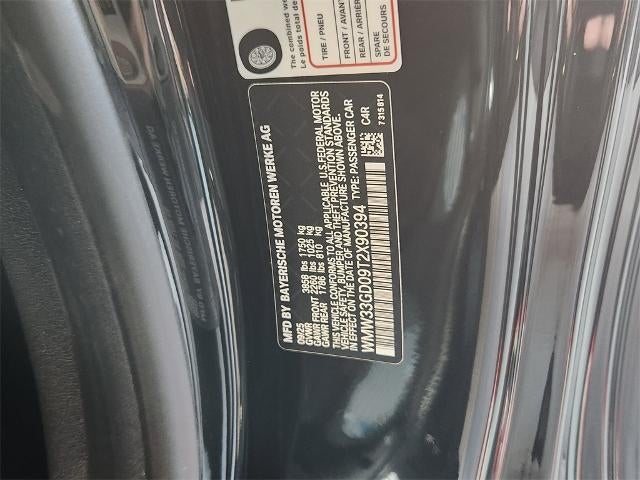 The combined we
Le poids total de
TIRE / PNEU
FRONT / AVANT
REAR / ARRIÈR
SPARE
DE SECOURS
MFD BY BAYERISCHE MOTOREN WERKE AG
09/25
GVWR 3858 lbs 1750 kg
GAWR FRONT 2260 lbs 1025 kg
GAWR REAR 1786 lbs 810 kg
THIS VEHICLE CONFORMS TO ALL APPLICABLE U.S. FEDERAL MOTOR
VEHICLE SAFETY, BUMPER AND THEFT PREVENTION STANDARDS
IN EFFECT ON THE DATE OF MANUFACTURE SHOWN ABOVE.
TYPE: PASSENGER CAR
WMW33GD09T2X90394
C4R
7 315 814